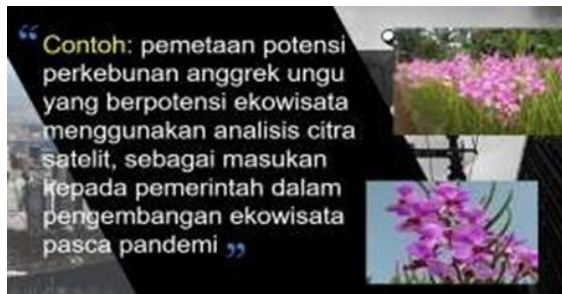 “ Contoh: pemetaan potensi
perkebunan anggrek ungu
yang berpotensi ekowisata
menggunakan analisis citra
satelit, sebagai masukan
kepada pemerintah dalam
pengembangan ekowisata
pasca pandemi ”